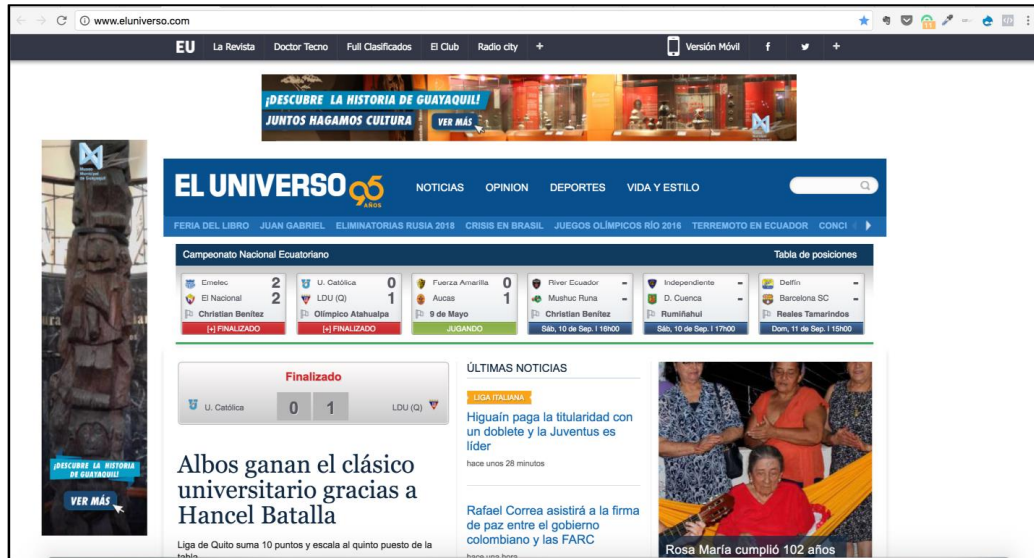 www.eluniverso.com
EU La Revista Doctor Tecno Full Clasificados El Club Radio city + Versión Móvil f +
¡DESCUBRE LA HISTORIA DE GUAYAQUIL!
JUNTOS HAGAMOS CULTURA VER MÁS
EL UNIVERSO 95 AÑOS NOTICIAS OPINION DEPORTES VIDA Y ESTILO
FERIA DEL LIBRO JUAN GABRIEL ELIMINATORIAS RUSIA 2018 CRISIS EN BRASIL JUEGOS OLÍMPICOS RÍO 2016 TERREMOTO EN ECUADOR CONCI
Campeonato Nacional Ecuatoriano Tabla de posiciones
Emelec 2 U. Católica 0 Fuerza Amarilla 0 River Ecuador - Independiente - Delfín -
El Nacional 2 LDU (Q) 1 Aucas 1 Mushuc Runa - D. Cuenca - Barcelona SC -
Christian Benítez Olímpico Atahualpa 9 de Mayo Christian Benítez Rumiñahui Reales Tamarindos
[+] FINALIZADO [+] FINALIZADO JUGANDO Sáb, 10 de Sep. | 16h00 Sáb, 10 de Sep. | 17h00 Dom, 11 de Sep. | 15h00
Finalizado
U. Católica 0 1 LDU (Q)
Albos ganan el clásico
universitario gracias a
Hancel Batalla
Liga de Quito suma 10 puntos y escala al quinto puesto de la
tabla
ÚLTIMAS NOTICIAS
LIGA ITALIANA
Higuaín paga la titularidad con
un doblete y la Juventus es
líder
hace unos 28 minutos
Rafael Correa asistirá a la firma
de paz entre el gobierno
colombiano y las FARC
hace una hora
Rosa María cumplió 102 años
¡DESCUBRE LA HISTORIA
DE GUAYAQUIL!
VER MÁS